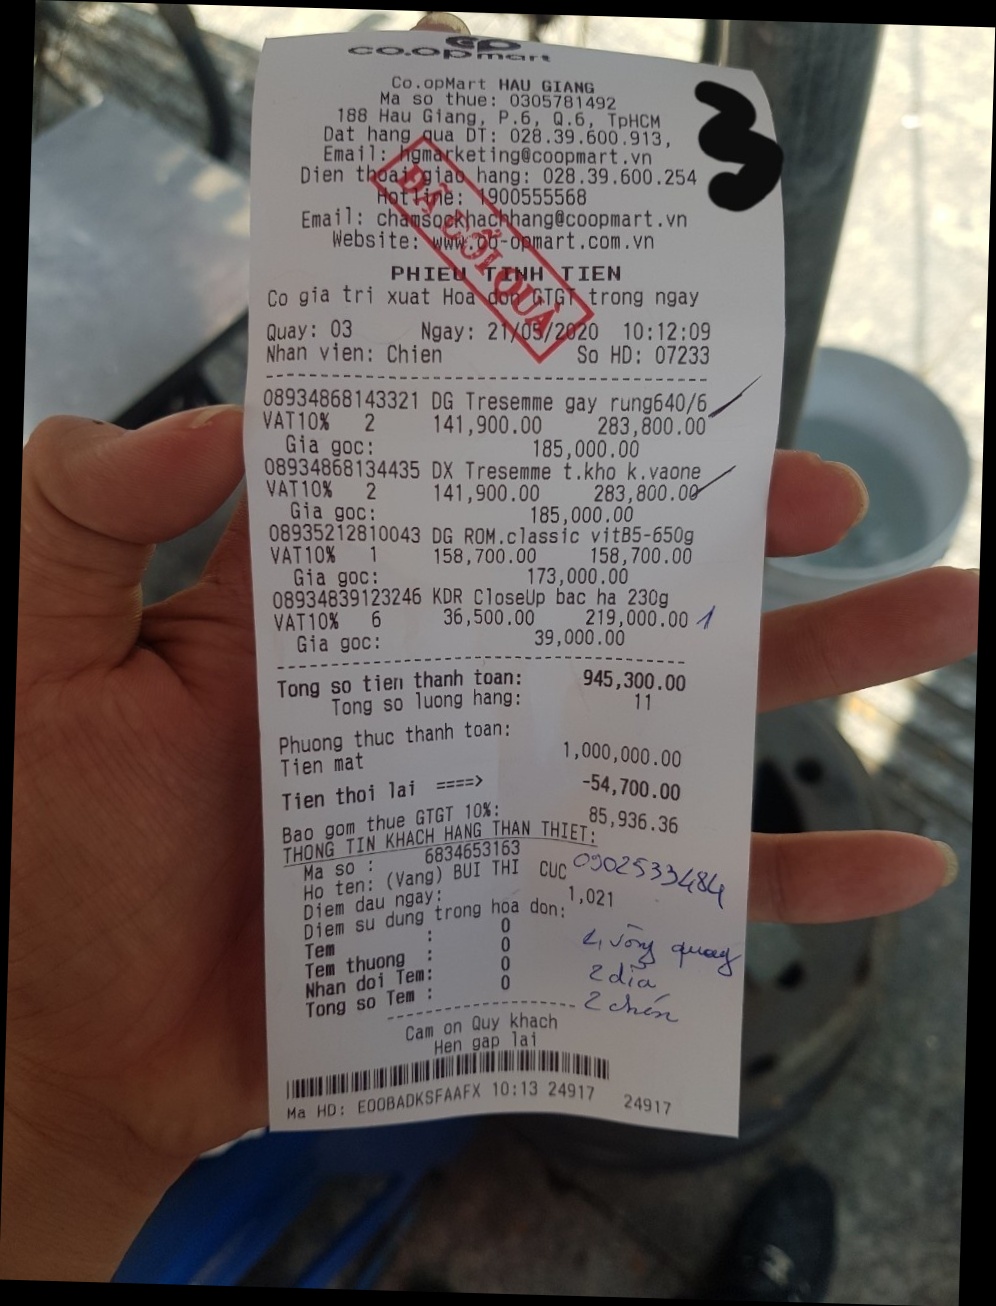 co.opmart
Co.opMart HAU GIANG
Ma so thue: 0305781492
188 Hau Giang, P.6, Q.6, TpHCM
Dat hang qua DT: 028.39.600.913,
Email: hgmarketing@coopmart.vn
Dien thoai giao hang: 028.39.600.254
Hotline: 1900555568
Email: chamsockhachhang@coopmart.vn
Website: www.co-opmart.com.vn
ĐÃ ĐỔI QUÀ
PHIEU TINH TIEN
Co gia tri xuat Hoa don GTGT trong ngay
Quay: 03 Ngay: 21/05/2020 10:12:09
Nhan vien: Chien So HD: 07233
08934868143321 DG Tresemme gay rung640/6
VAT10% 2 141,900.00 283,800.00
Gia goc: 185,000.00
08934868134435 DX Tresemme t.kho k.vaone
VAT10% 2 141,900.00 283,800.00
Gia goc: 185,000.00
08935212810043 DG ROM.classic vitB5-650g
VAT10% 1 158,700.00 158,700.00
Gia goc: 173,000.00
08934839123246 KDR CloseUp bac ha 230g
VAT10% 6 36,500.00 219,000.00 1
Gia goc: 39,000.00
Tong so tien thanh toan: 945,300.00
Tong so luong hang: 11
Phuong thuc thanh toan:
Tien mat 1,000,000.00
Tien thoi lai ====> -54,700.00
Bao gom thue GTGT 10%: 85,936.36
THONG TIN KHACH HANG THAN THIET:
Ma so : 6834653163
Ho ten: (Vang) BUI THI CUC 0902533484
Diem dau ngay: 1,021
Diem su dung trong hoa don:
Tem : 0
Tem thuong : 0
Nhan doi Tem: 0
Tong so Tem : 0
vòng quay
2 dĩa
2 chén
Cam on Quy khach
Hen gap lai
Ma HD: E00BADKSFAAFX 10:13 24917 24917